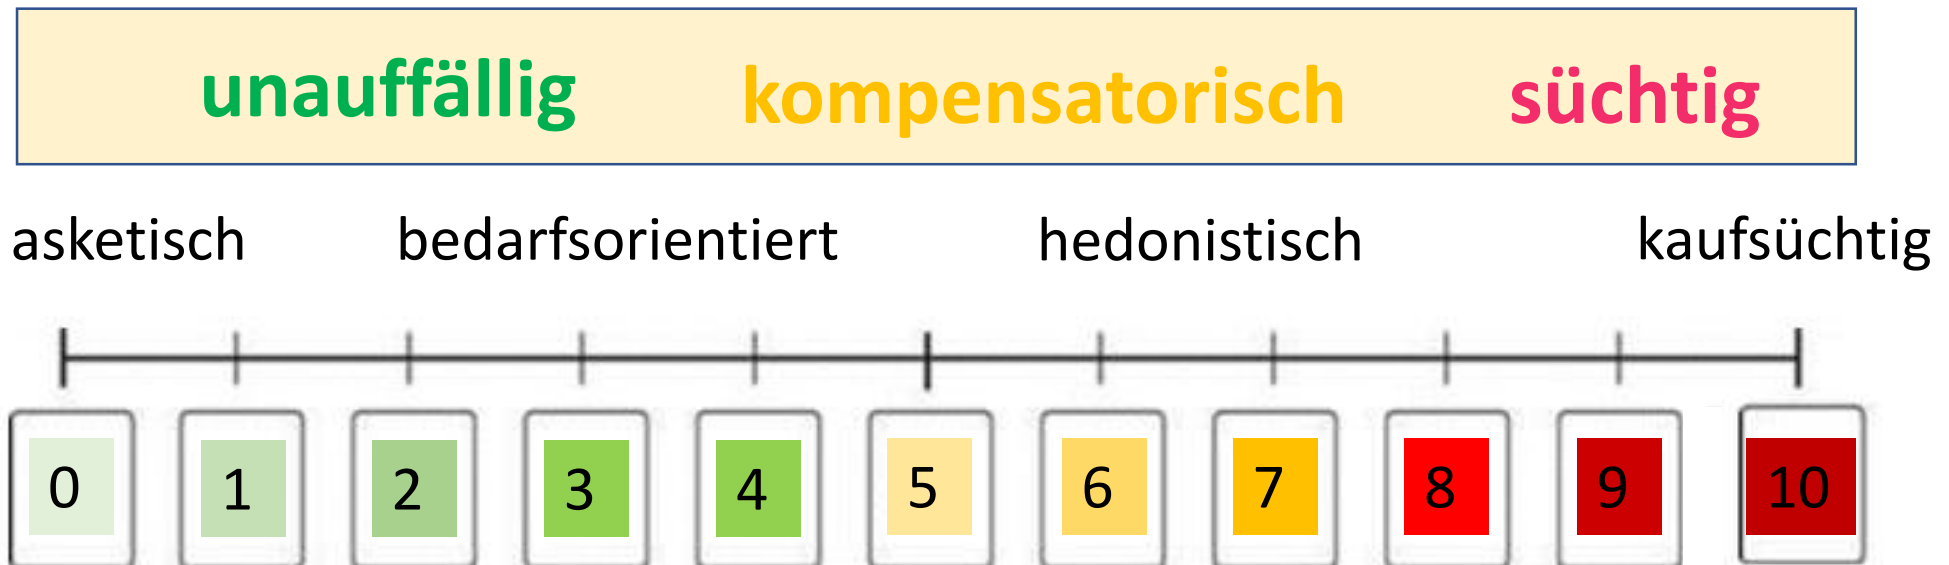 unauffällig kompensatorisch süchtig
asketisch bedarfsorientiert hedonistisch kaufsüchtig
0 1 2 3 4 5 6 7 8 9 10